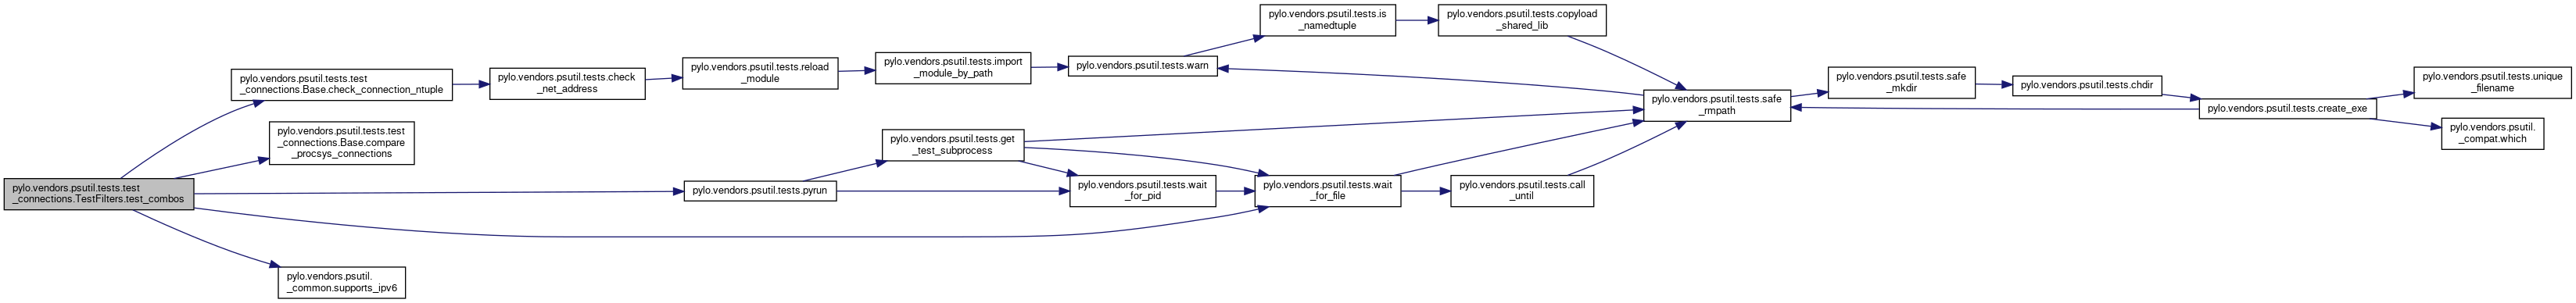 pylo.vendors.psutil.tests.test
_connections.TestFilters.test_combos
pylo.vendors.psutil.tests.test
_connections.Base.check_connection_ntuple
pylo.vendors.psutil.tests.check
_net_address
pylo.vendors.psutil.tests.reload
_module
pylo.vendors.psutil.tests.import
_module_by_path
pylo.vendors.psutil.tests.warn
pylo.vendors.psutil.tests.is
_namedtuple
pylo.vendors.psutil.tests.copyload
_shared_lib
pylo.vendors.psutil.tests.safe
_rmpath
pylo.vendors.psutil.tests.safe
_mkdir
pylo.vendors.psutil.tests.chdir
pylo.vendors.psutil.tests.create_exe
pylo.vendors.psutil.tests.unique
_filename
pylo.vendors.psutil.
_compat.which
pylo.vendors.psutil.tests.test
_connections.Base.compare
_procsys_connections
pylo.vendors.psutil.tests.pyrun
pylo.vendors.psutil.tests.get
_test_subprocess
pylo.vendors.psutil.tests.wait
_for_pid
pylo.vendors.psutil.tests.wait
_for_file
pylo.vendors.psutil.tests.call
_until
pylo.vendors.psutil.
_common.supports_ipv6